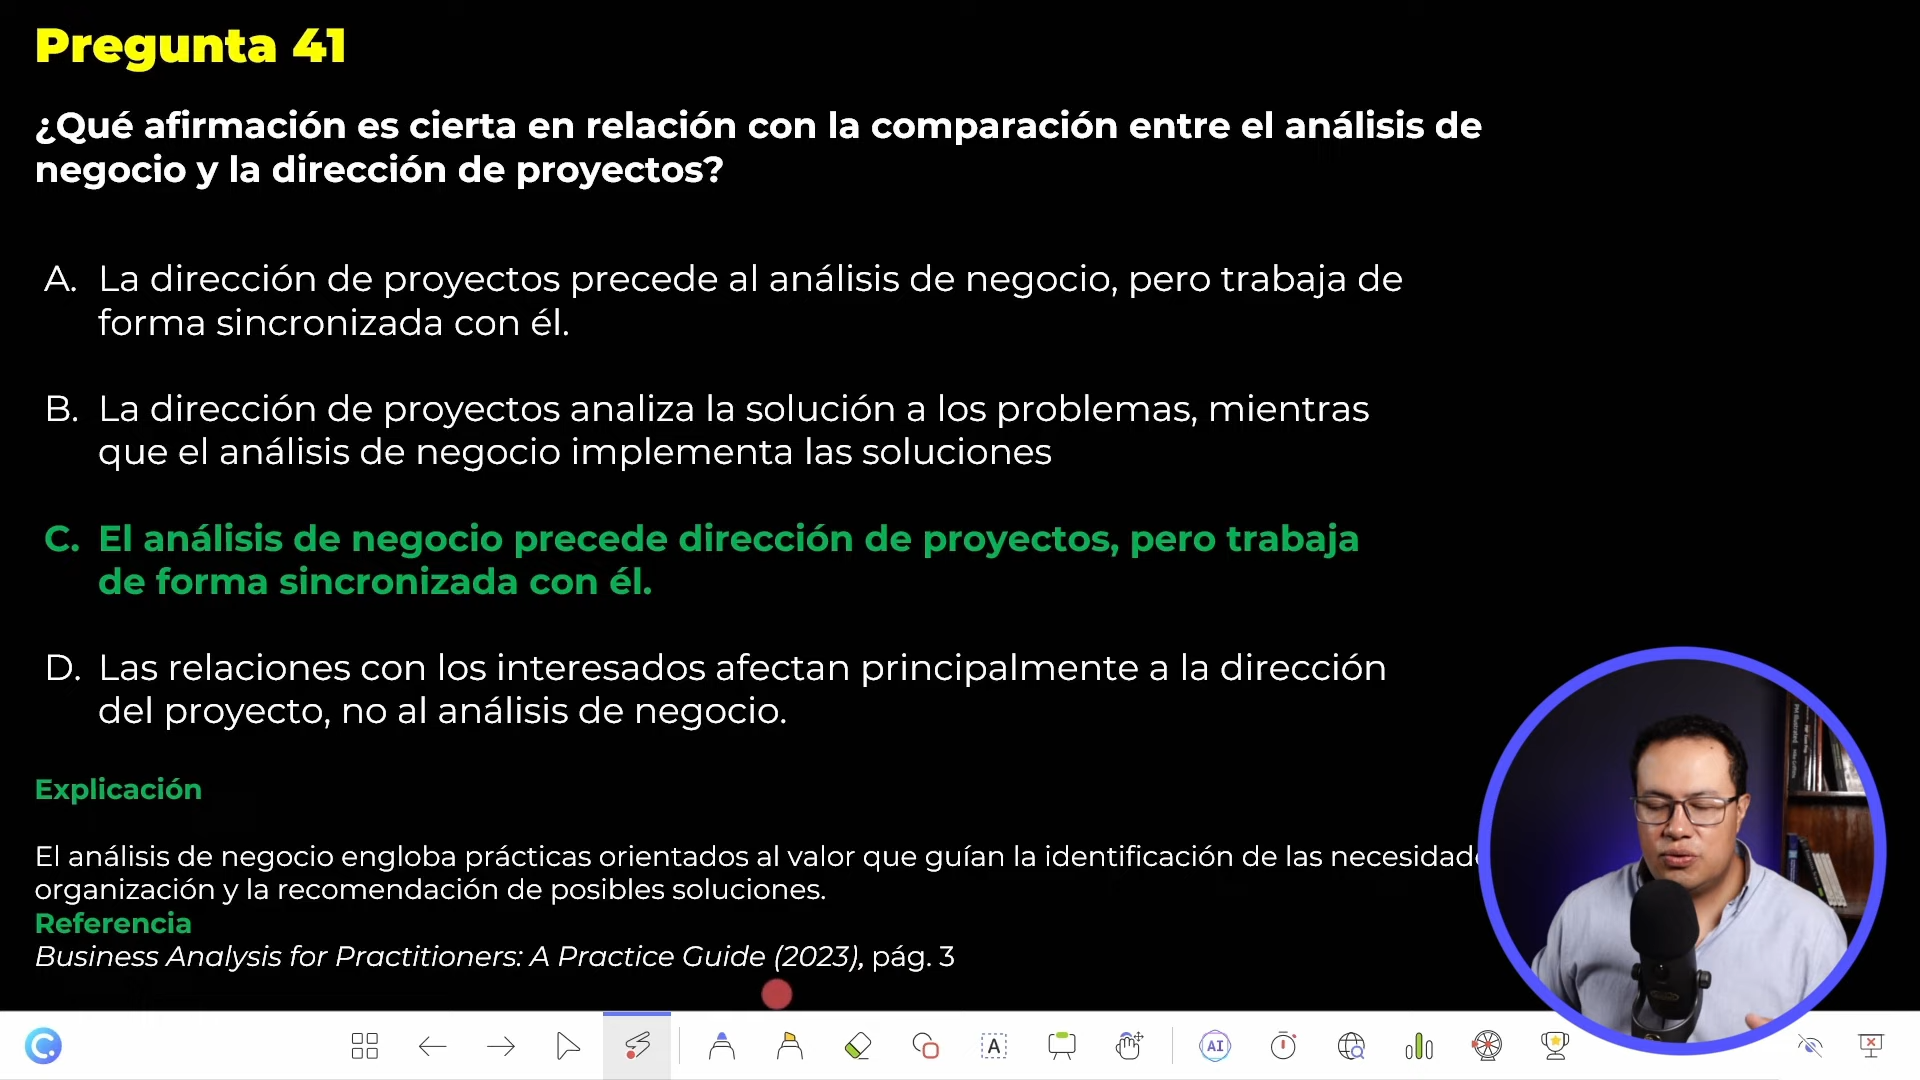 Pregunta 41
¿Qué afirmación es cierta en relación con la comparación entre el análisis de
negocio y la dirección de proyectos?
A. La dirección de proyectos precede al análisis de negocio, pero trabaja de
forma sincronizada con él.
B. La dirección de proyectos analiza la solución a los problemas, mientras
que el análisis de negocio implementa las soluciones
C. El análisis de negocio precede dirección de proyectos, pero trabaja
de forma sincronizada con él.
D. Las relaciones con los interesados afectan principalmente a la dirección
del proyecto, no al análisis de negocio.
Explicación
El análisis de negocio engloba prácticas orientados al valor que guían la identificación de las
organización y la recomendación de posibles soluciones.
Referencia
Business Analysis for Practitioners: A Practice Guide (2023), pág. 3
A
AI